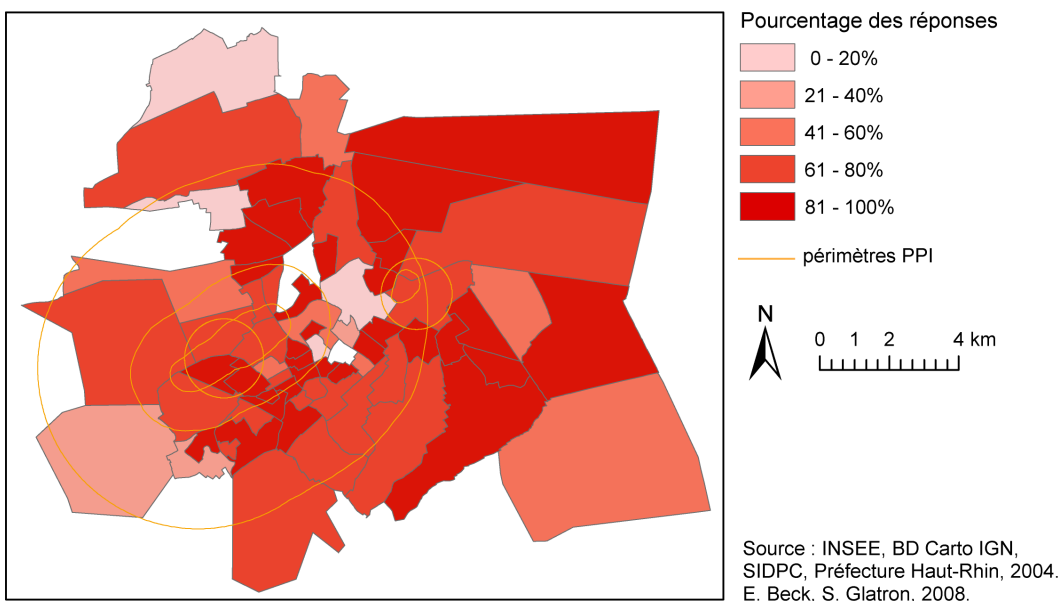 Pourcentage des réponses
0 - 20%
21 - 40%
41 - 60%
61 - 80%
81 - 100%
périmètres PPI
N
0 1 2 4 km
Source : INSEE, BD Carto IGN,
SIDPC, Préfecture Haut-Rhin, 2004.
E. Beck, S. Glatron, 2008.